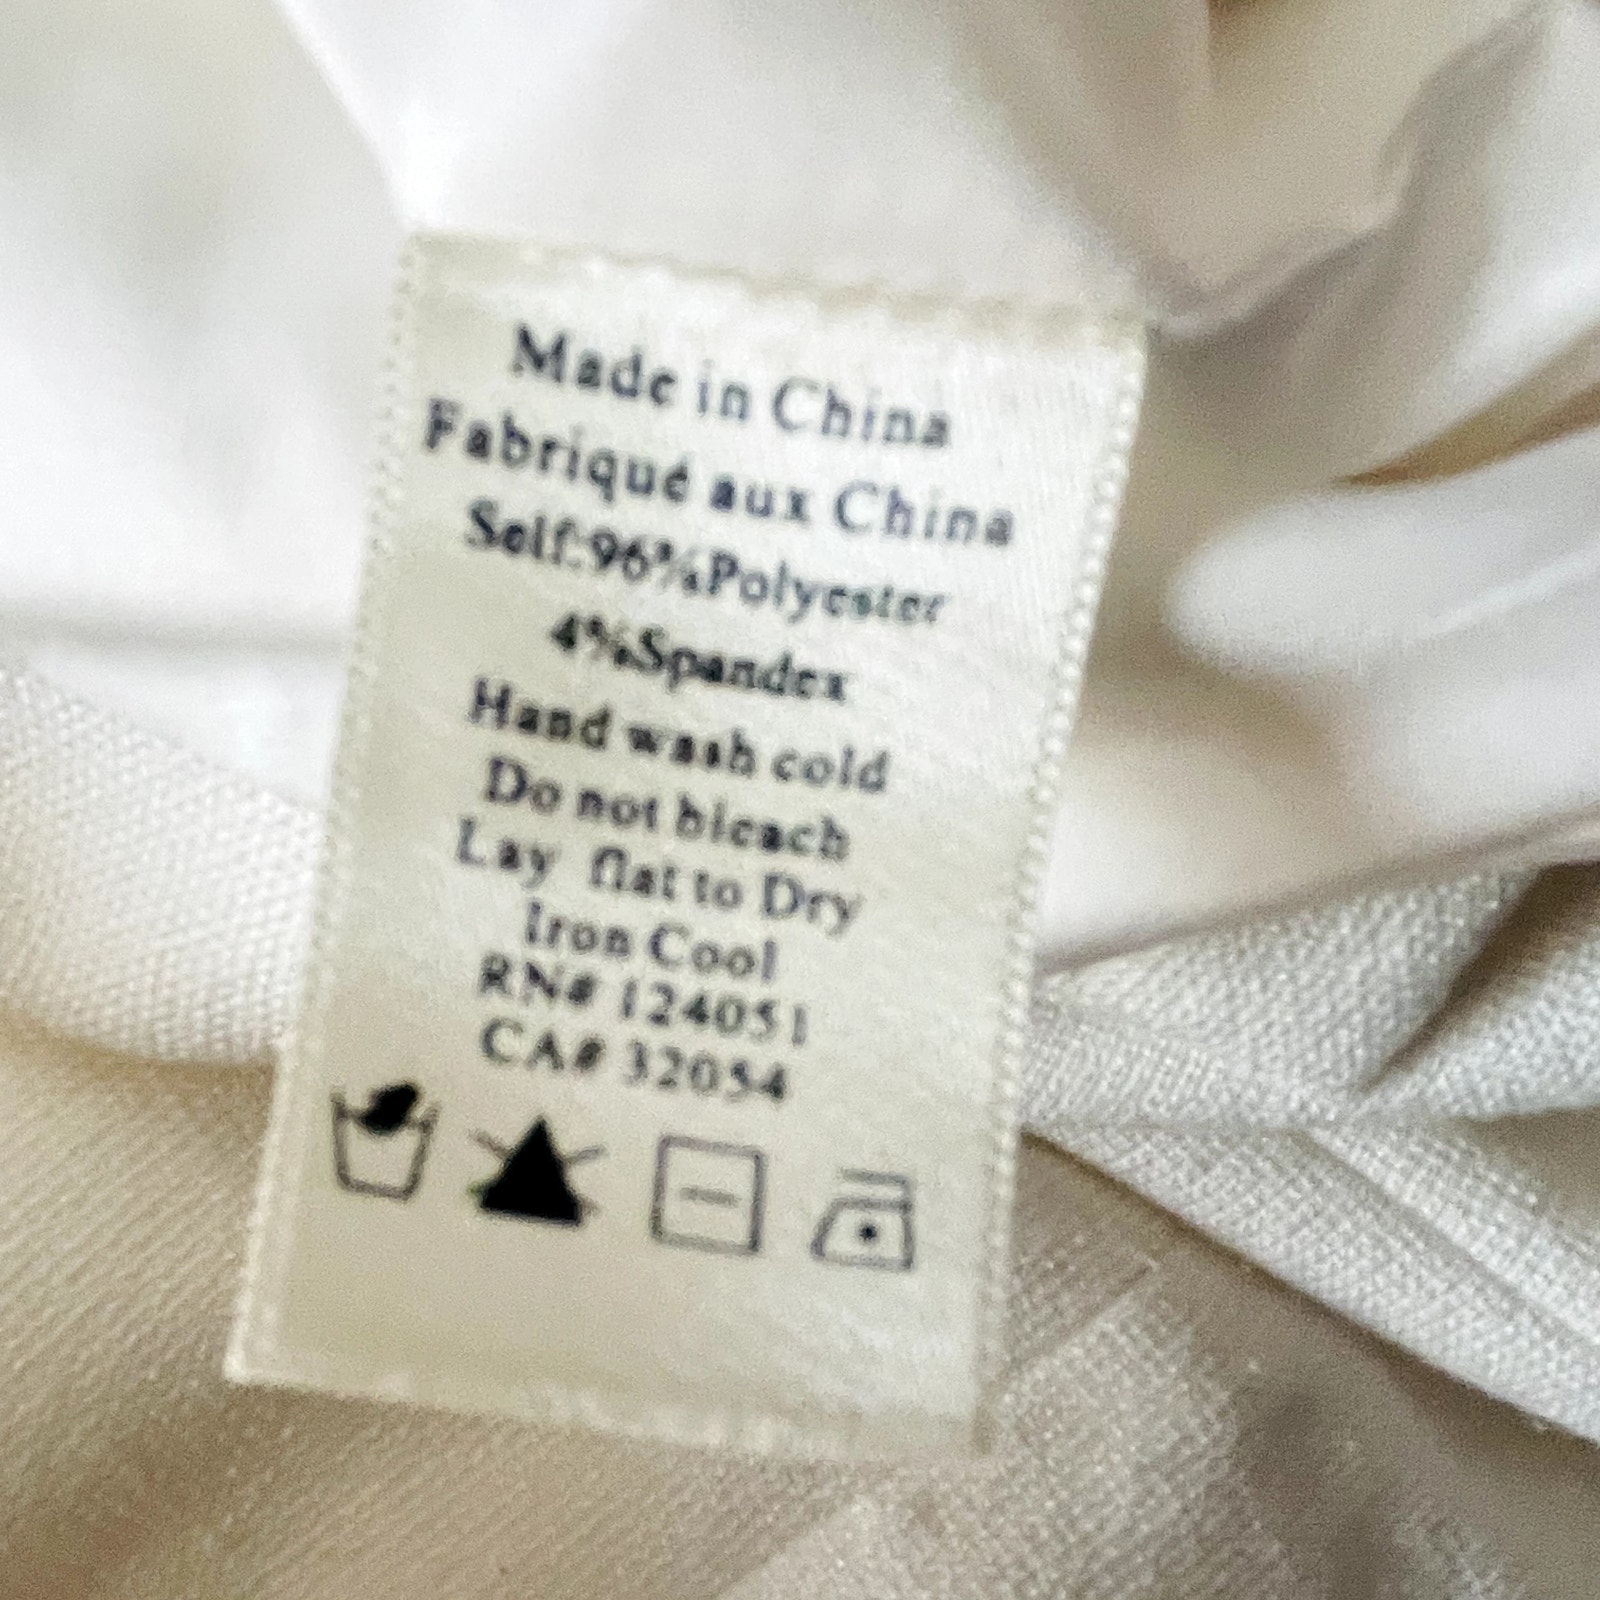 Made in China
Fabriqué aux China
Self:96%Polyester
4%Spandex
Hand wash cold
Do not bleach
Lay flat to Dry
Iron Cool
RN# 124051
CA# 32054